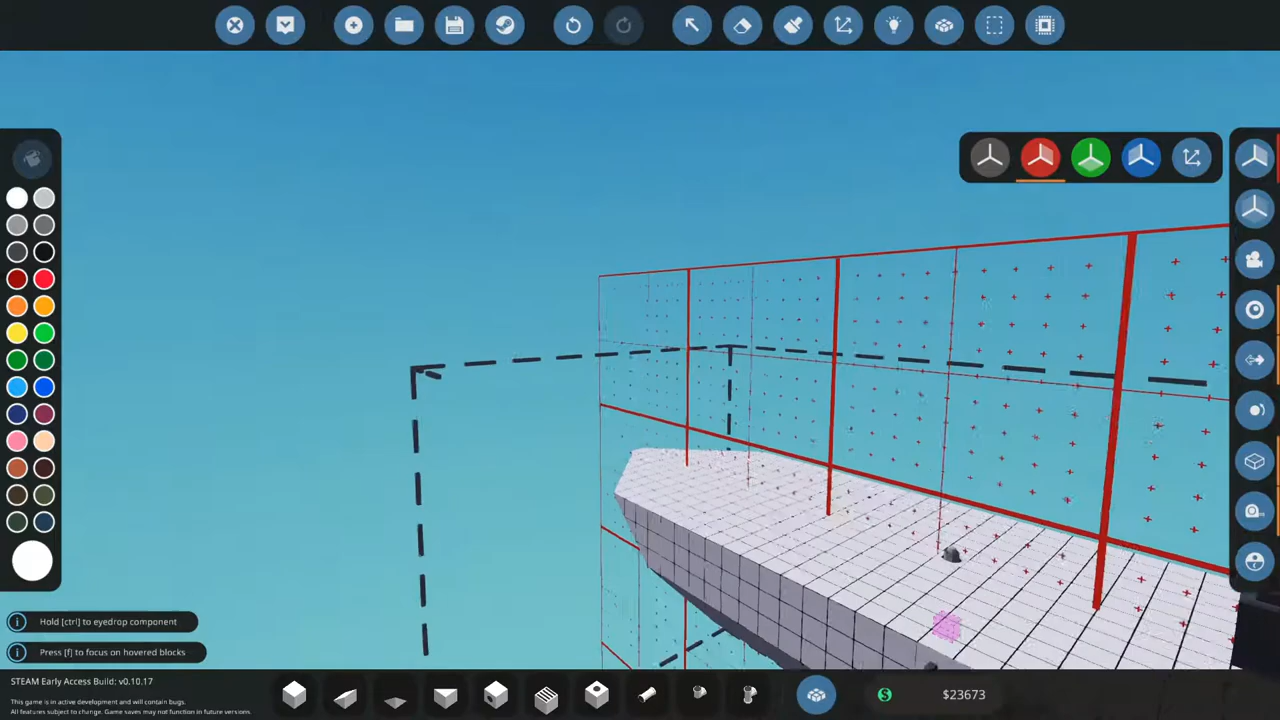 Hold [ctrl] to eyedrop component
Press [f] to focus on hovered blocks
STEAM Early Access Build: v0.10.17
This game is in active development and will contain bugs.
All features subject to change. Game saves may not function in future versions.
$23673